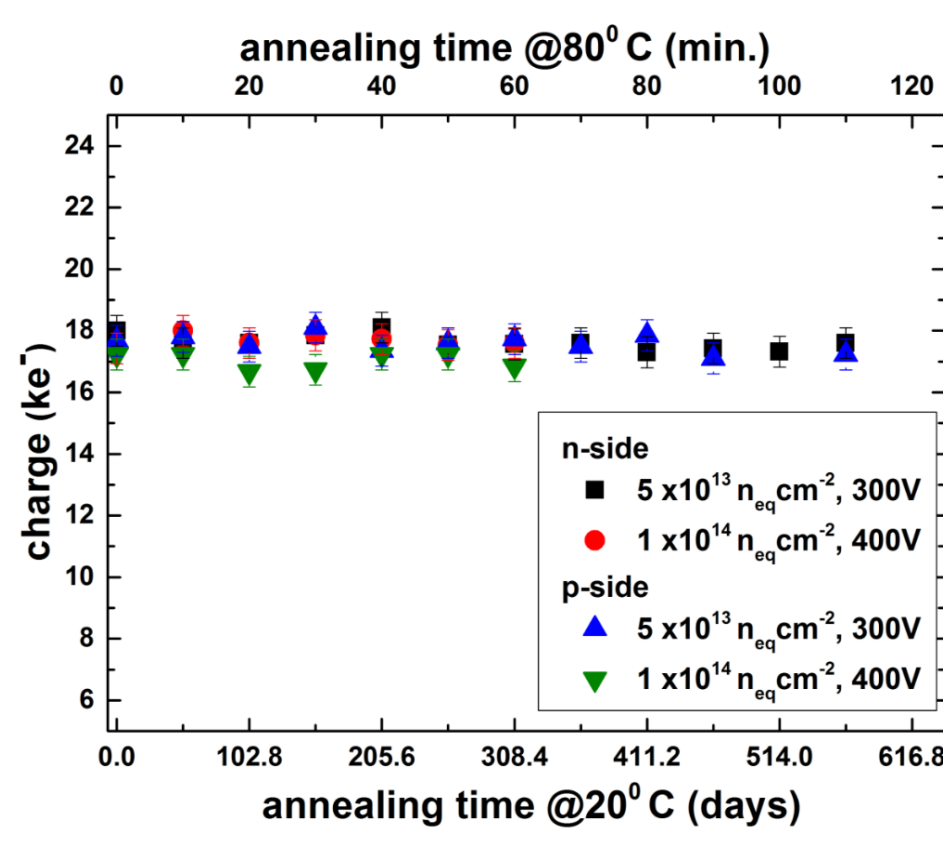 annealing time @80⁰ C (min.)
0 20 40 60 80 100 120
24
22
20
18
16
14
12
10
8
6
charge (ke⁻)
n-side
5 x10¹³ n_eq cm⁻², 300V
1 x10¹⁴ n_eq cm⁻², 400V
p-side
5 x10¹³ n_eq cm⁻², 300V
1 x10¹⁴ n_eq cm⁻², 400V
0.0 102.8 205.6 308.4 411.2 514.0 616.8
annealing time @20⁰ C (days)